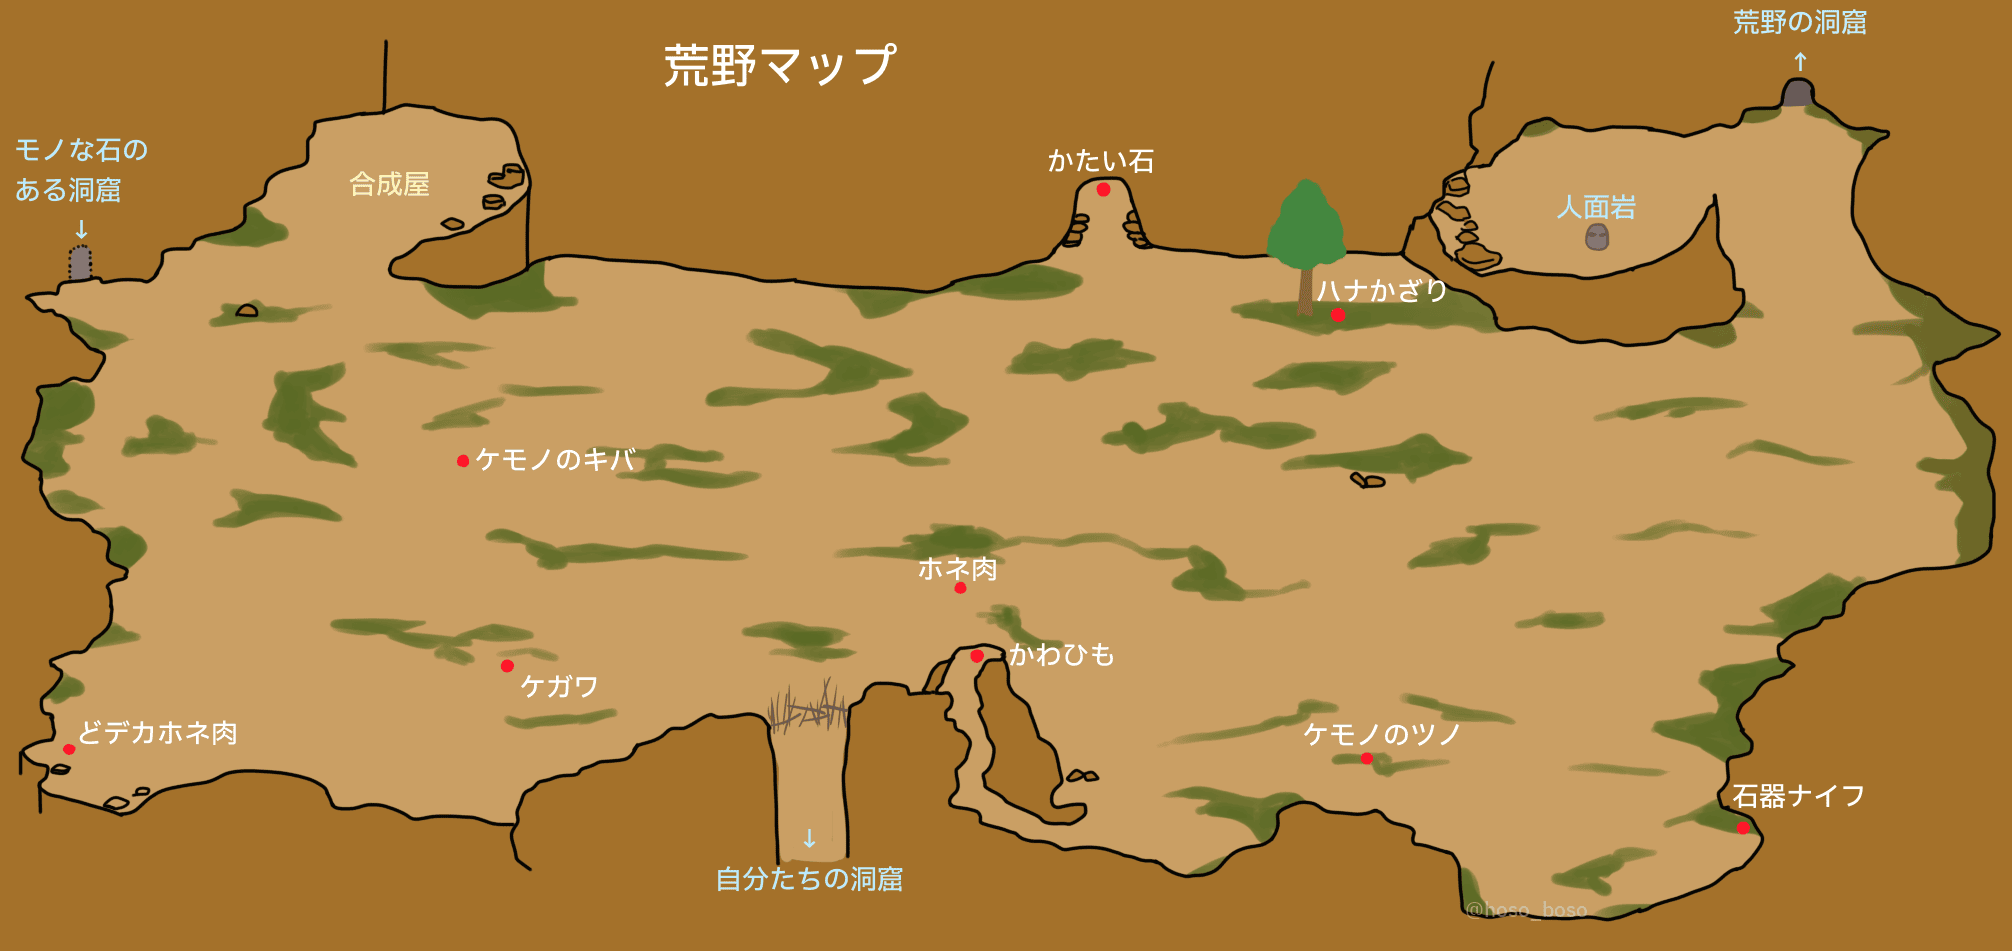 荒野の洞窟
↑
荒野マップ
モノな石の
ある洞窟
↓
合成屋
かたい石
人面岩
ハナかざり
ケモノのキバ
ホネ肉
かわひも
ケガワ
どデカホネ肉
ケモノのツノ
石器ナイフ
↓
自分たちの洞窟
@hoso_boso